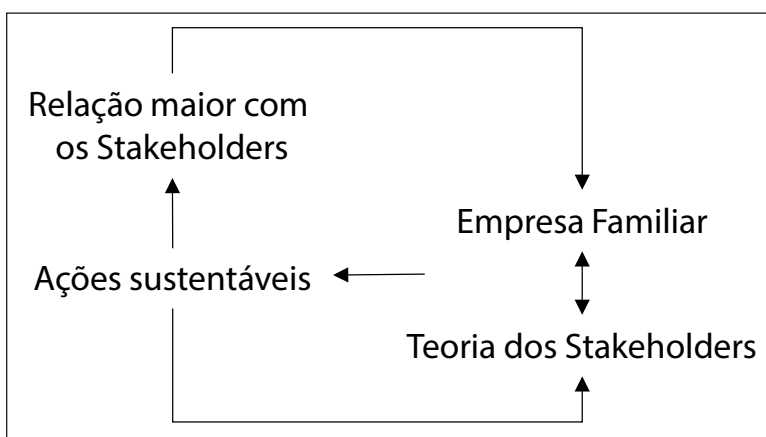 Relação maior com
os Stakeholders
Empresa Familiar
Ações sustentáveis
Teoria dos Stakeholders